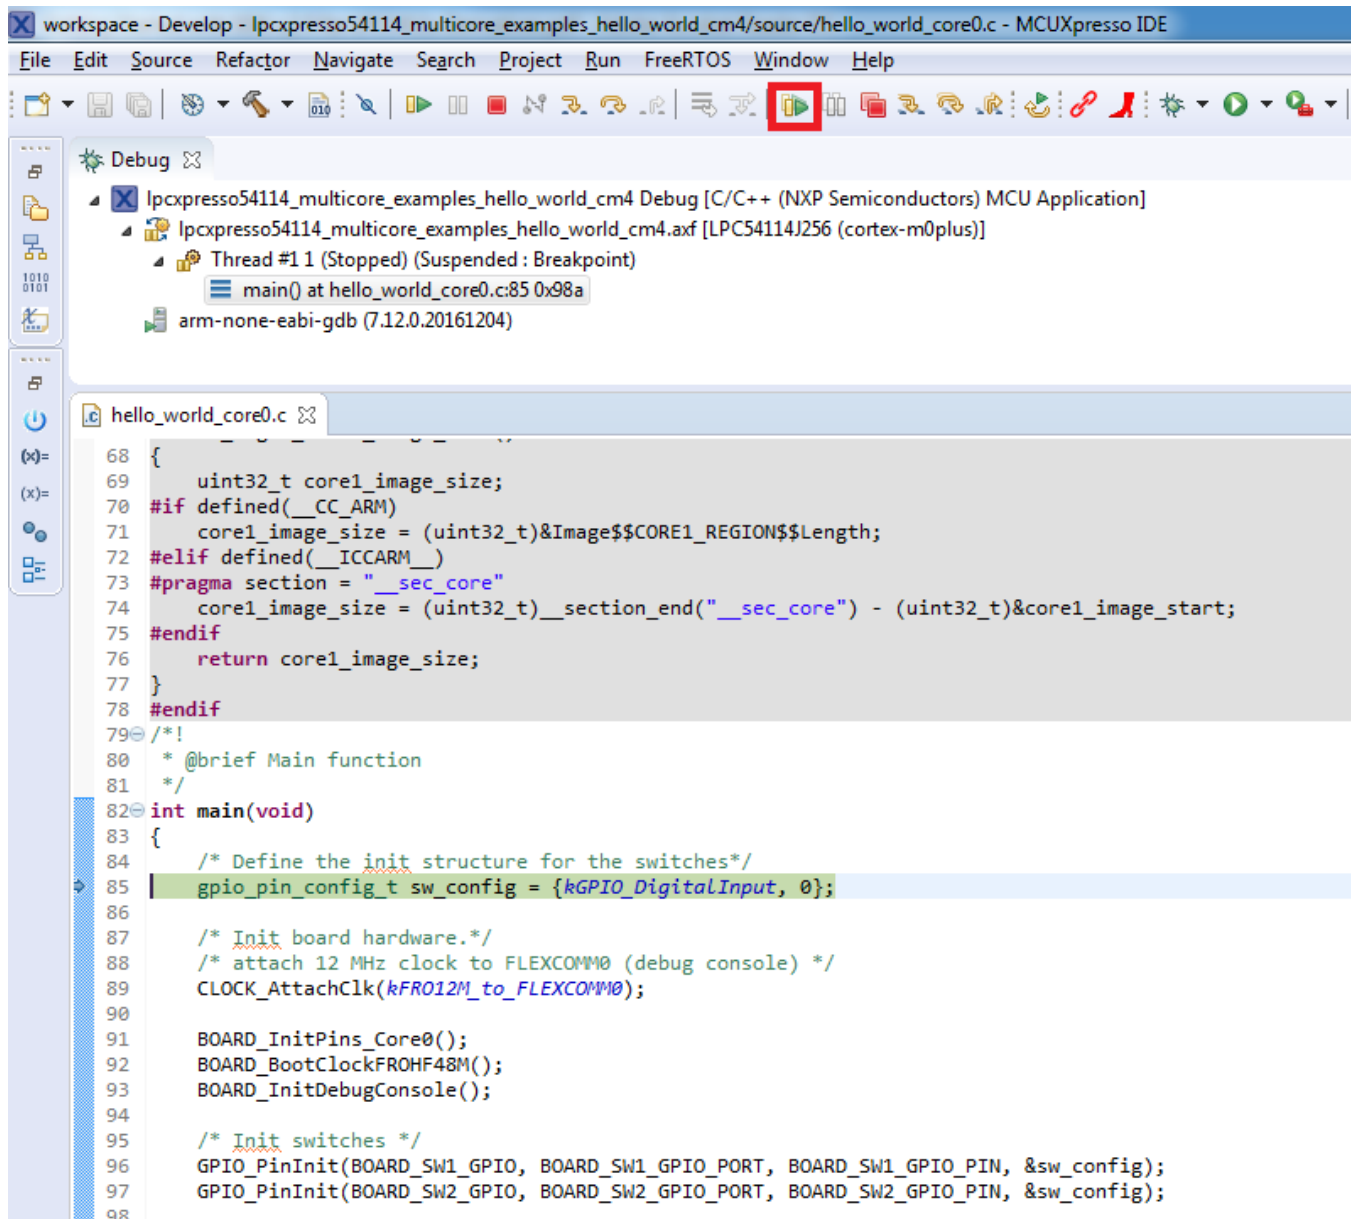 workspace - Develop - lpcxpresso54114_multicore_examples_hello_world_cm4/source/hello_world_core0.c - MCUXpresso IDE
File Edit Source Refactor Navigate Search Project Run FreeRTOS Window Help
Debug
lpcxpresso54114_multicore_examples_hello_world_cm4 Debug [C/C++ (NXP Semiconductors) MCU Application]
lpcxpresso54114_multicore_examples_hello_world_cm4.axf [LPC54114J256 (cortex-m0plus)]
Thread #1 1 (Stopped) (Suspended : Breakpoint)
main() at hello_world_core0.c:85 0x98a
arm-none-eabi-gdb (7.12.0.20161204)
hello_world_core0.c
68 {
69     uint32_t core1_image_size;
70 #if defined(__CC_ARM)
71     core1_image_size = (uint32_t)&Image$$CORE1_REGION$$Length;
72 #elif defined(__ICCARM__)
73 #pragma section = "__sec_core"
74     core1_image_size = (uint32_t)__section_end("__sec_core") - (uint32_t)&core1_image_start;
75 #endif
76     return core1_image_size;
77 }
78 #endif
79 /*!
80  * @brief Main function
81  */
82 int main(void)
83 {
84     /* Define the init structure for the switches*/
85     gpio_pin_config_t sw_config = {kGPIO_DigitalInput, 0};
86
87     /* Init board hardware.*/
88     /* attach 12 MHz clock to FLEXCOMM0 (debug console) */
89     CLOCK_AttachClk(kFRO12M_to_FLEXCOMM0);
90
91     BOARD_InitPins_Core0();
92     BOARD_BootClockFROHF48M();
93     BOARD_InitDebugConsole();
94
95     /* Init switches */
96     GPIO_PinInit(BOARD_SW1_GPIO, BOARD_SW1_GPIO_PORT, BOARD_SW1_GPIO_PIN, &sw_config);
97     GPIO_PinInit(BOARD_SW2_GPIO, BOARD_SW2_GPIO_PORT, BOARD_SW2_GPIO_PIN, &sw_config);
98